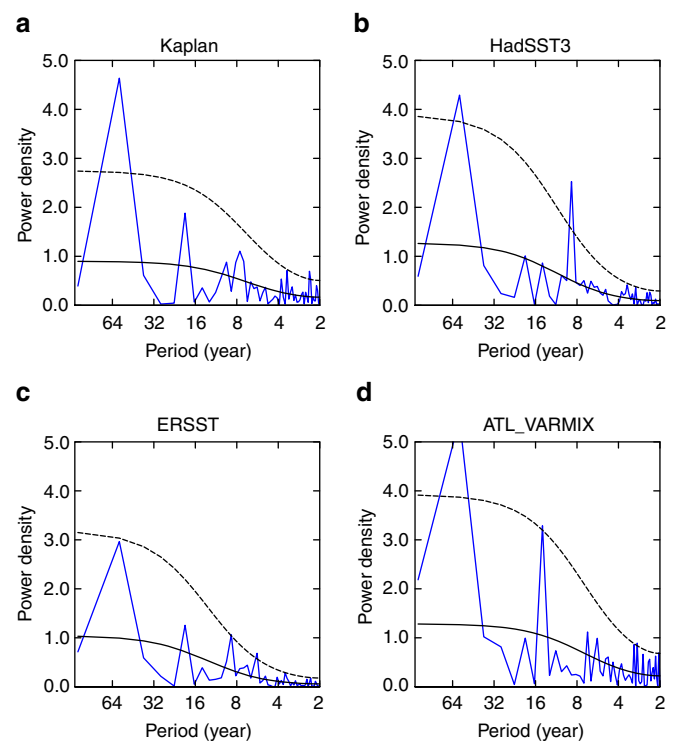 a
Kaplan
5.0
4.0
3.0
2.0
1.0
0.0
Power density
64 32 16 8 4 2
Period (year)
b
HadSST3
5.0
4.0
3.0
2.0
1.0
0.0
Power density
64 32 16 8 4 2
Period (year)
c
ERSST
5.0
4.0
3.0
2.0
1.0
0.0
Power density
64 32 16 8 4 2
Period (year)
d
ATL_VARMIX
5.0
4.0
3.0
2.0
1.0
0.0
Power density
64 32 16 8 4 2
Period (year)